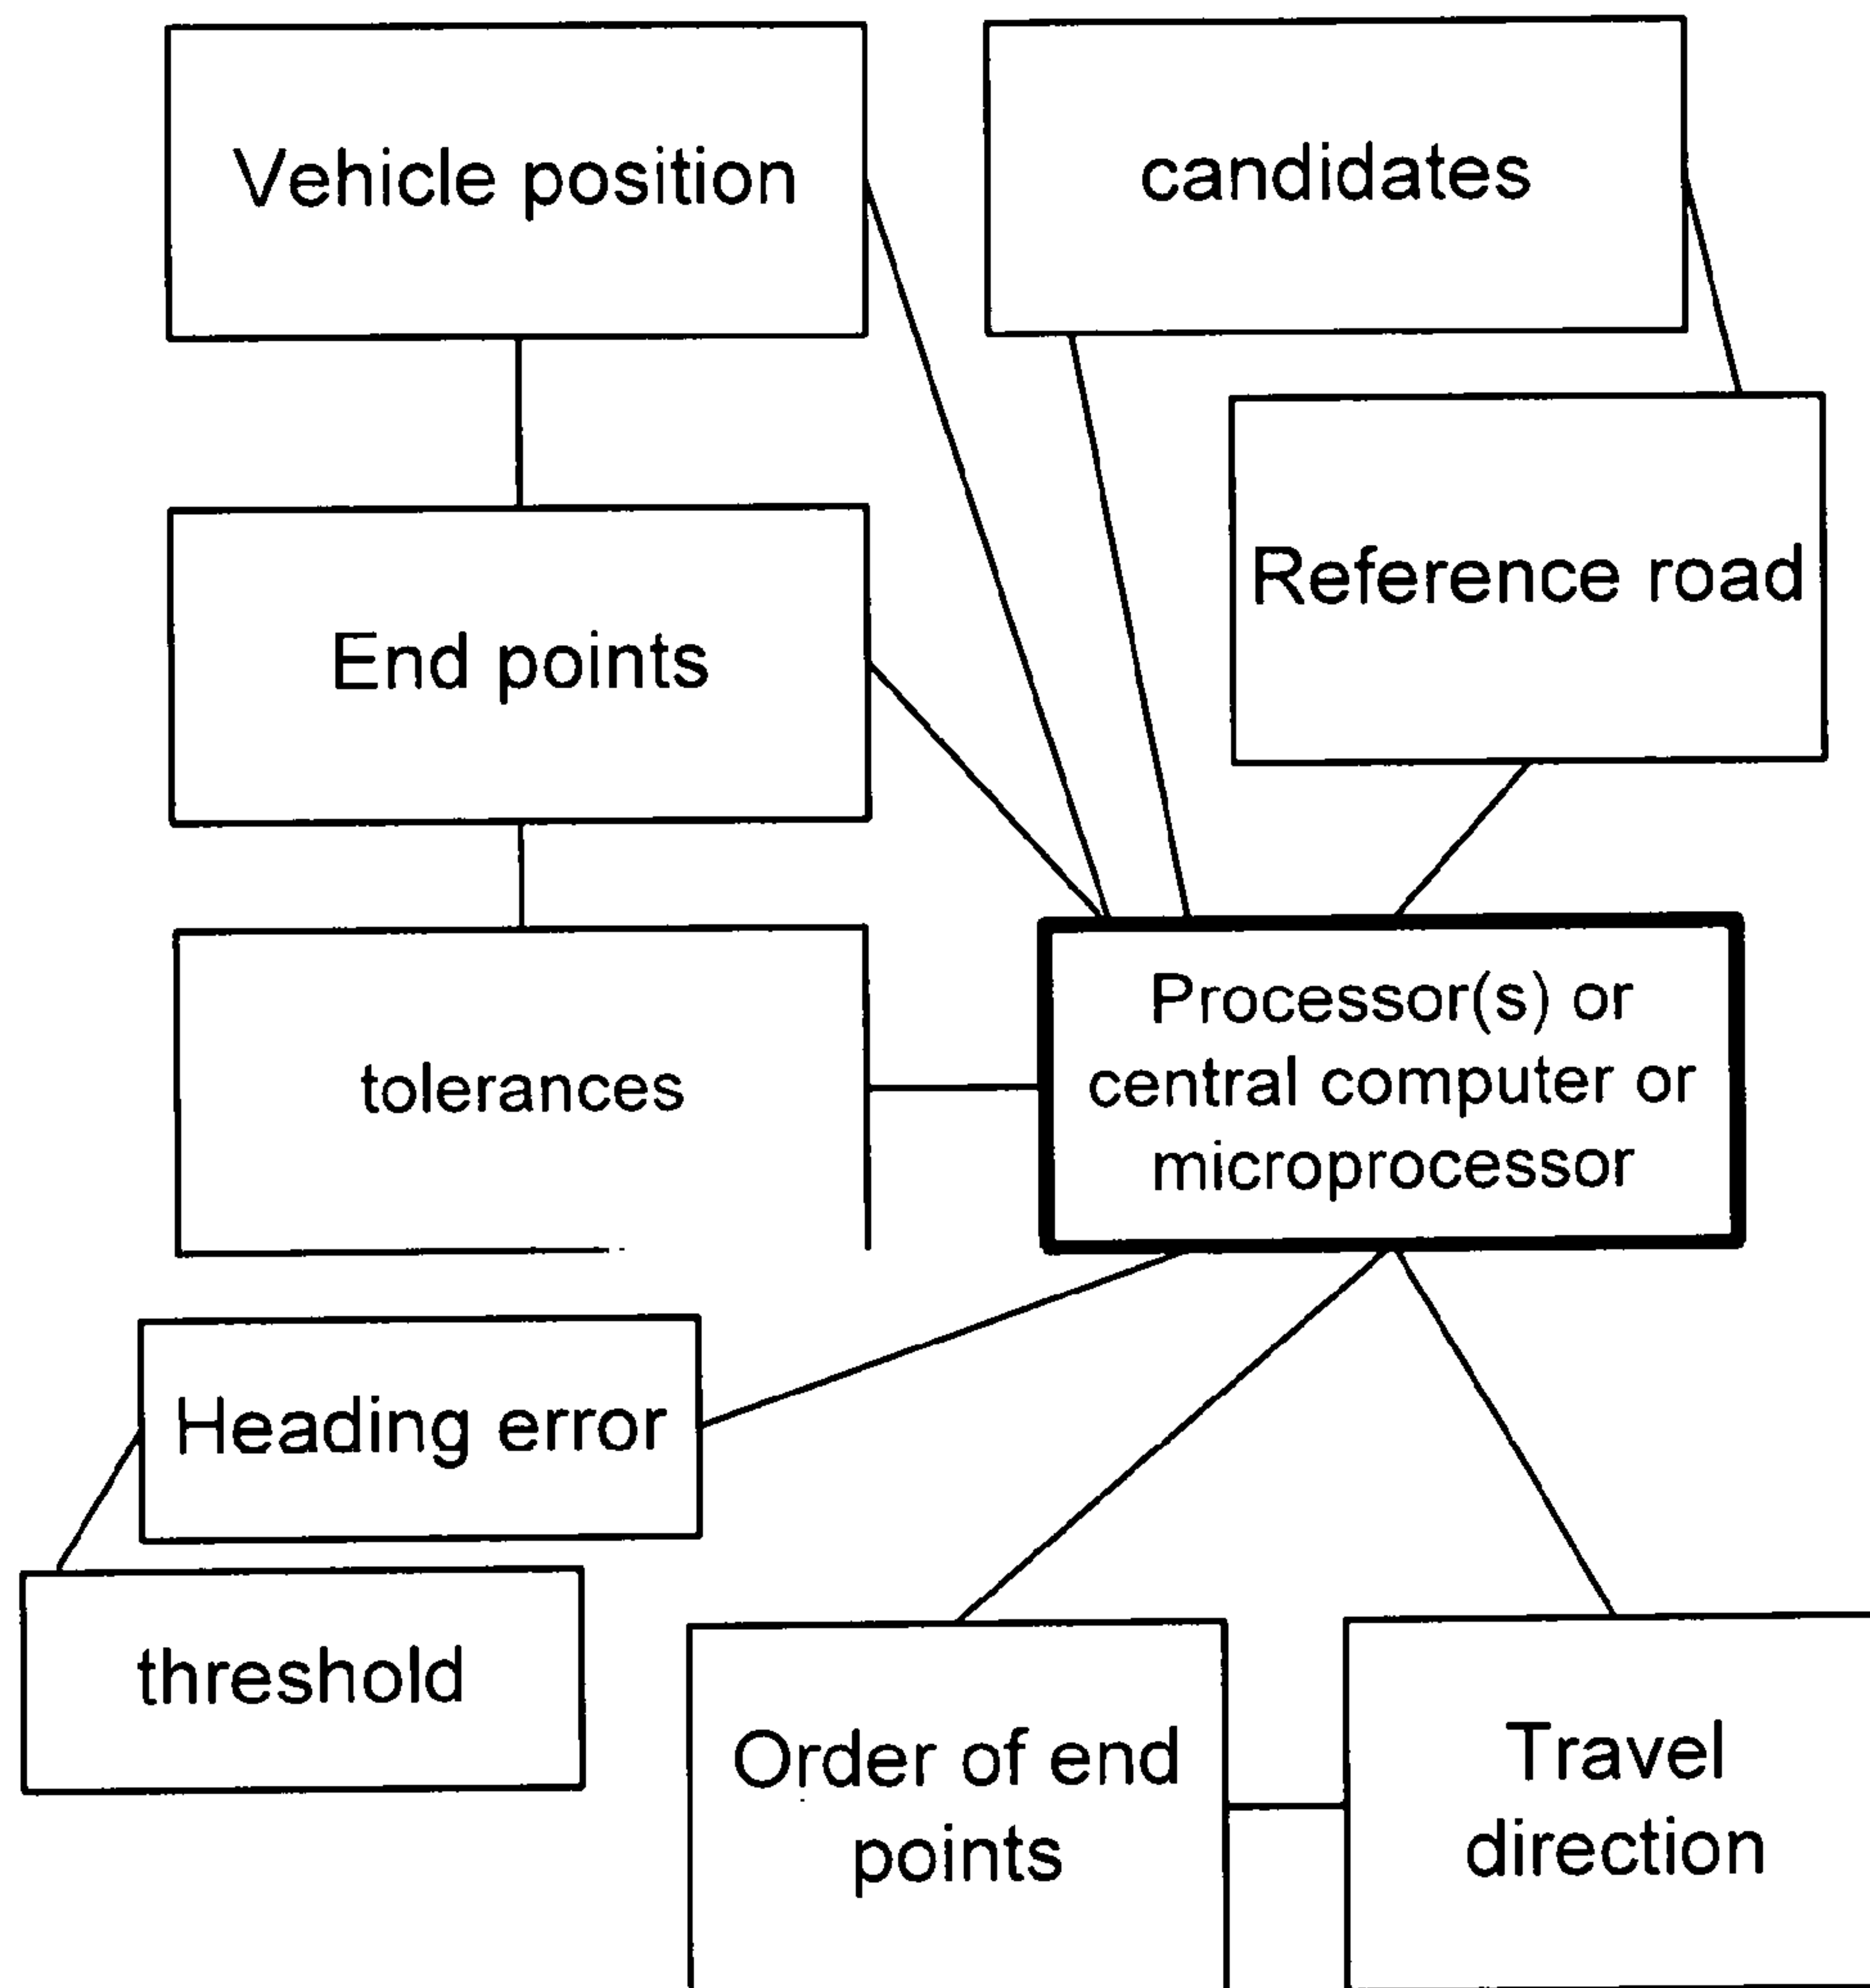 Vehicle position
candidates
Reference road
End points
Processor(s) or
central computer or
microprocessor
tolerances
Heading error
threshold
Order of end
points
Travel
direction